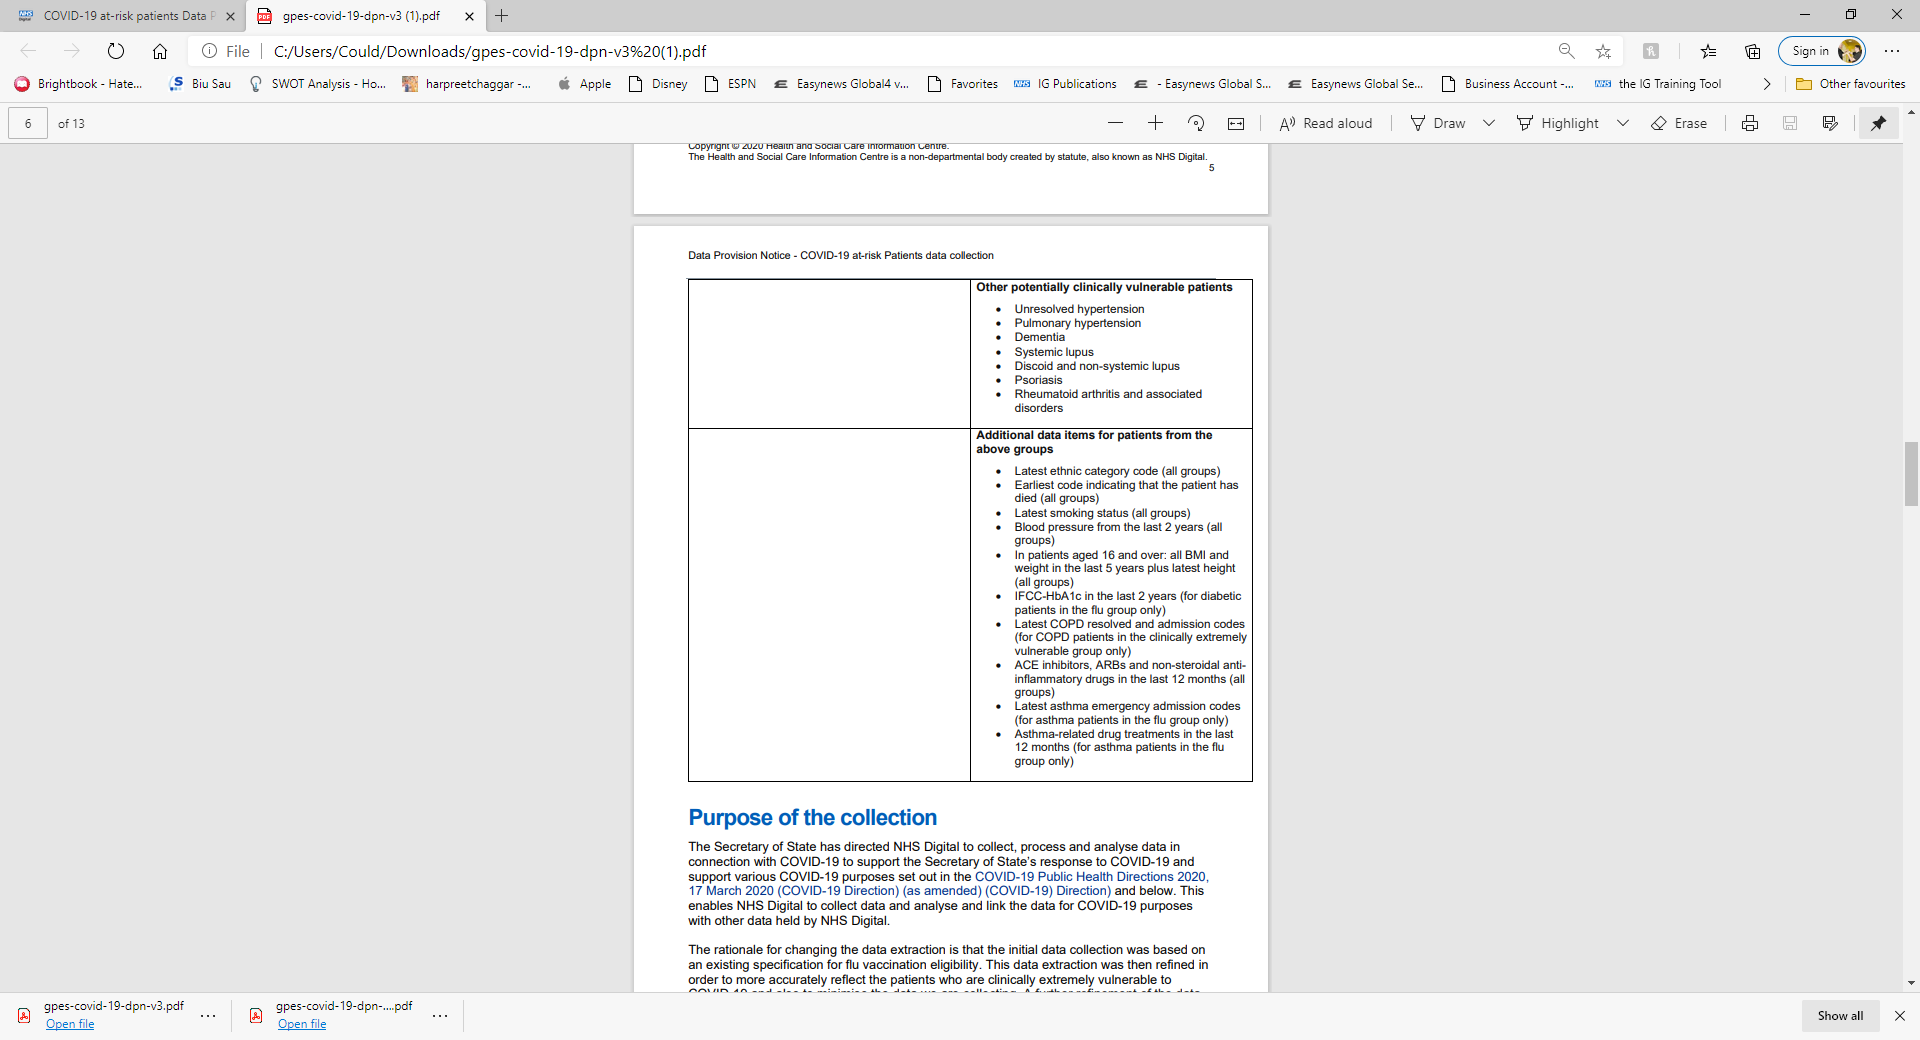 COVID-19 at-risk patients Data P
gpes-covid-19-dpn-v3 (1).pdf
File
C:/Users/Could/Downloads/gpes-covid-19-dpn-v3%20(1).pdf
Sign in
Brightbook - Hate...
Biu Sau
SWOT Analysis - Ho...
harpreetchaggar -...
Apple
Disney
ESPN
Easynews Global4 v...
Favorites
IG Publications
- Easynews Global S...
Easynews Global Se...
Business Account -...
the IG Training Tool
Other favourites
6 of 13
Read aloud
Draw
Highlight
Erase
Copyright © 2020 Health and Social Care Information Centre.
The Health and Social Care Information Centre is a non-departmental body created by statute, also known as NHS Digital.
5
Data Provision Notice - COVID-19 at-risk Patients data collection
Other potentially clinically vulnerable patients
• Unresolved hypertension
• Pulmonary hypertension
• Dementia
• Systemic lupus
• Discoid and non-systemic lupus
• Psoriasis
• Rheumatoid arthritis and associated
disorders
Additional data items for patients from the
above groups
• Latest ethnic category code (all groups)
• Earliest code indicating that the patient has
died (all groups)
• Latest smoking status (all groups)
• Blood pressure from the last 2 years (all
groups)
• In patients aged 16 and over: all BMI and
weight in the last 5 years plus latest height
(all groups)
• IFCC-HbA1c in the last 2 years (for diabetic
patients in the flu group only)
• Latest COPD resolved and admission codes
(for COPD patients in the clinically extremely
vulnerable group only)
• ACE inhibitors, ARBs and non-steroidal anti-
inflammatory drugs in the last 12 months (all
groups)
• Latest asthma emergency admission codes
(for asthma patients in the flu group only)
• Asthma-related drug treatments in the last
12 months (for asthma patients in the flu
group only)
Purpose of the collection
The Secretary of State has directed NHS Digital to collect, process and analyse data in
connection with COVID-19 to support the Secretary of State's response to COVID-19 and
support various COVID-19 purposes set out in the COVID-19 Public Health Directions 2020,
17 March 2020 (COVID-19 Direction) (as amended) (COVID-19) Direction) and below. This
enables NHS Digital to collect data and analyse and link the data for COVID-19 purposes
with other data held by NHS Digital.
The rationale for changing the data extraction is that the initial data collection was based on
an existing specification for flu vaccination eligibility. This data extraction was then refined in
order to more accurately reflect the patients who are clinically extremely vulnerable to
COVID-19 and also to minimise the data we are collecting. A further refinement of the data
gpes-covid-19-dpn-v3.pdf
Open file
gpes-covid-19-dpn-....pdf
Open file
Show all